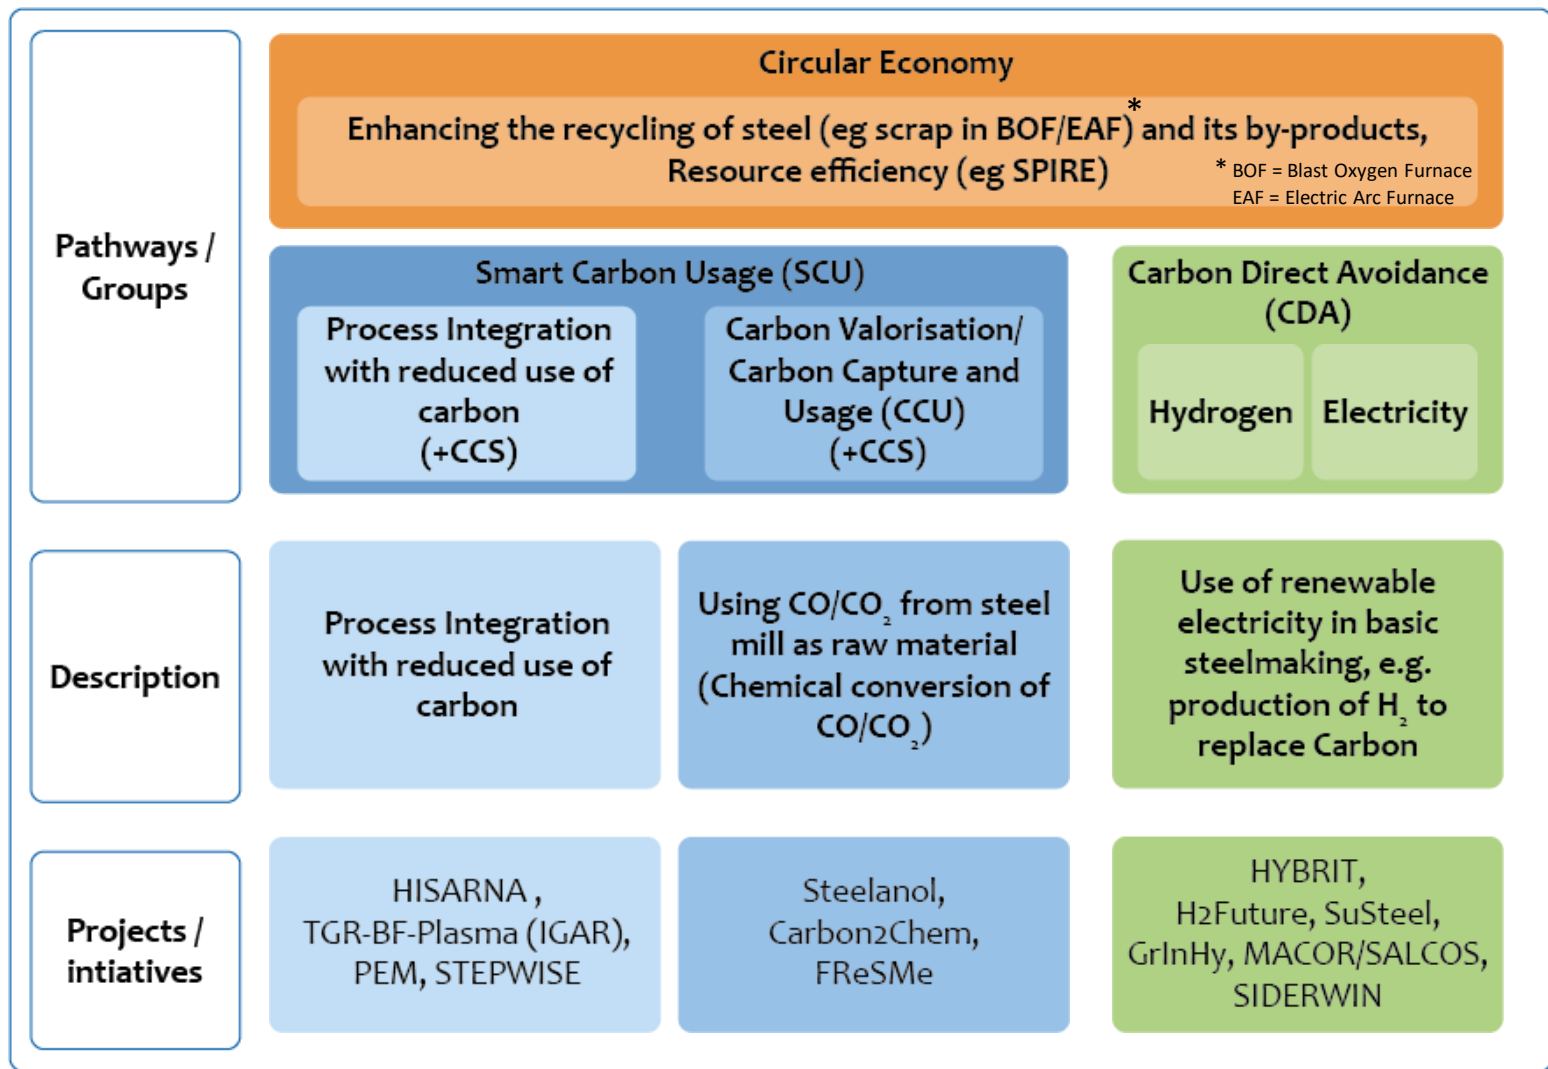 Circular Economy
Enhancing the recycling of steel (eg scrap in BOF/EAF)* and its by-products,
Resource efficiency (eg SPIRE)
* BOF = Blast Oxygen Furnace
EAF = Electric Arc Furnace
Pathways /
Groups
Smart Carbon Usage (SCU)
Process Integration
with reduced use of
carbon
(+CCS)
Carbon Valorisation/
Carbon Capture and
Usage (CCU)
(+CCS)
Carbon Direct Avoidance
(CDA)
Hydrogen
Electricity
Description
Process Integration
with reduced use of
carbon
Using CO/CO₂ from steel
mill as raw material
(Chemical conversion of
CO/CO₂)
Use of renewable
electricity in basic
steelmaking, e.g.
production of H₂ to
replace Carbon
Projects /
intiatives
HISARNA ,
TGR-BF-Plasma (IGAR),
PEM, STEPWISE
Steelanol,
Carbon2Chem,
FReSMe
HYBRIT,
H2Future, SuSteel,
GrInHy, MACOR/SALCOS,
SIDERWIN